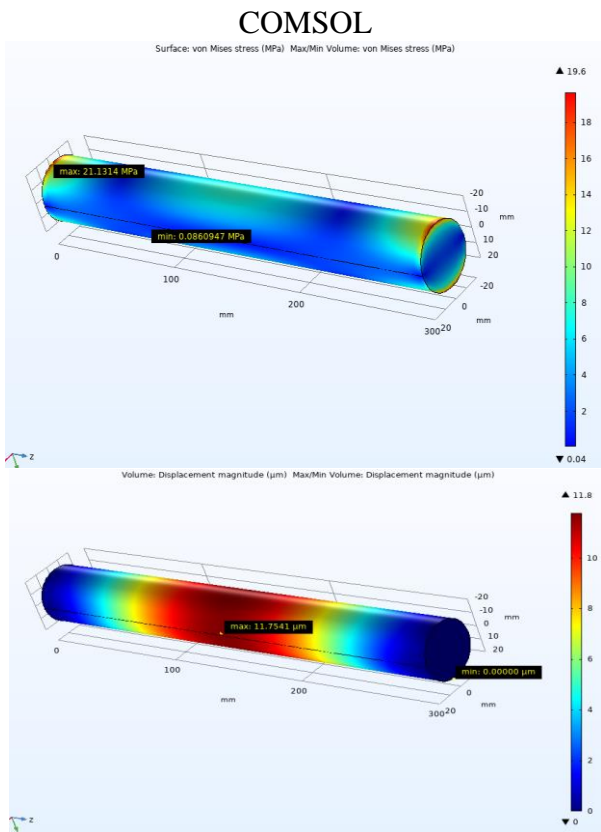 COMSOL
Surface: von Mises stress (MPa) Max/Min Volume: von Mises stress (MPa)
▲ 19.6
18
16
14
12
10
8
6
4
2
▼ 0.04
max: 21.1314 MPa
min: 0.0860947 MPa
-20
-10
0
10
20
mm
-20
0
20
mm
0
100
200
300
mm
z
Volume: Displacement magnitude (µm) Max/Min Volume: Displacement magnitude (µm)
▲ 11.8
10
8
6
4
2
0
▼ 0
max: 11.7541 µm
min: 0.00000 µm
-20
-10
0
10
20
mm
0
20
mm
0
100
200
300
mm
z